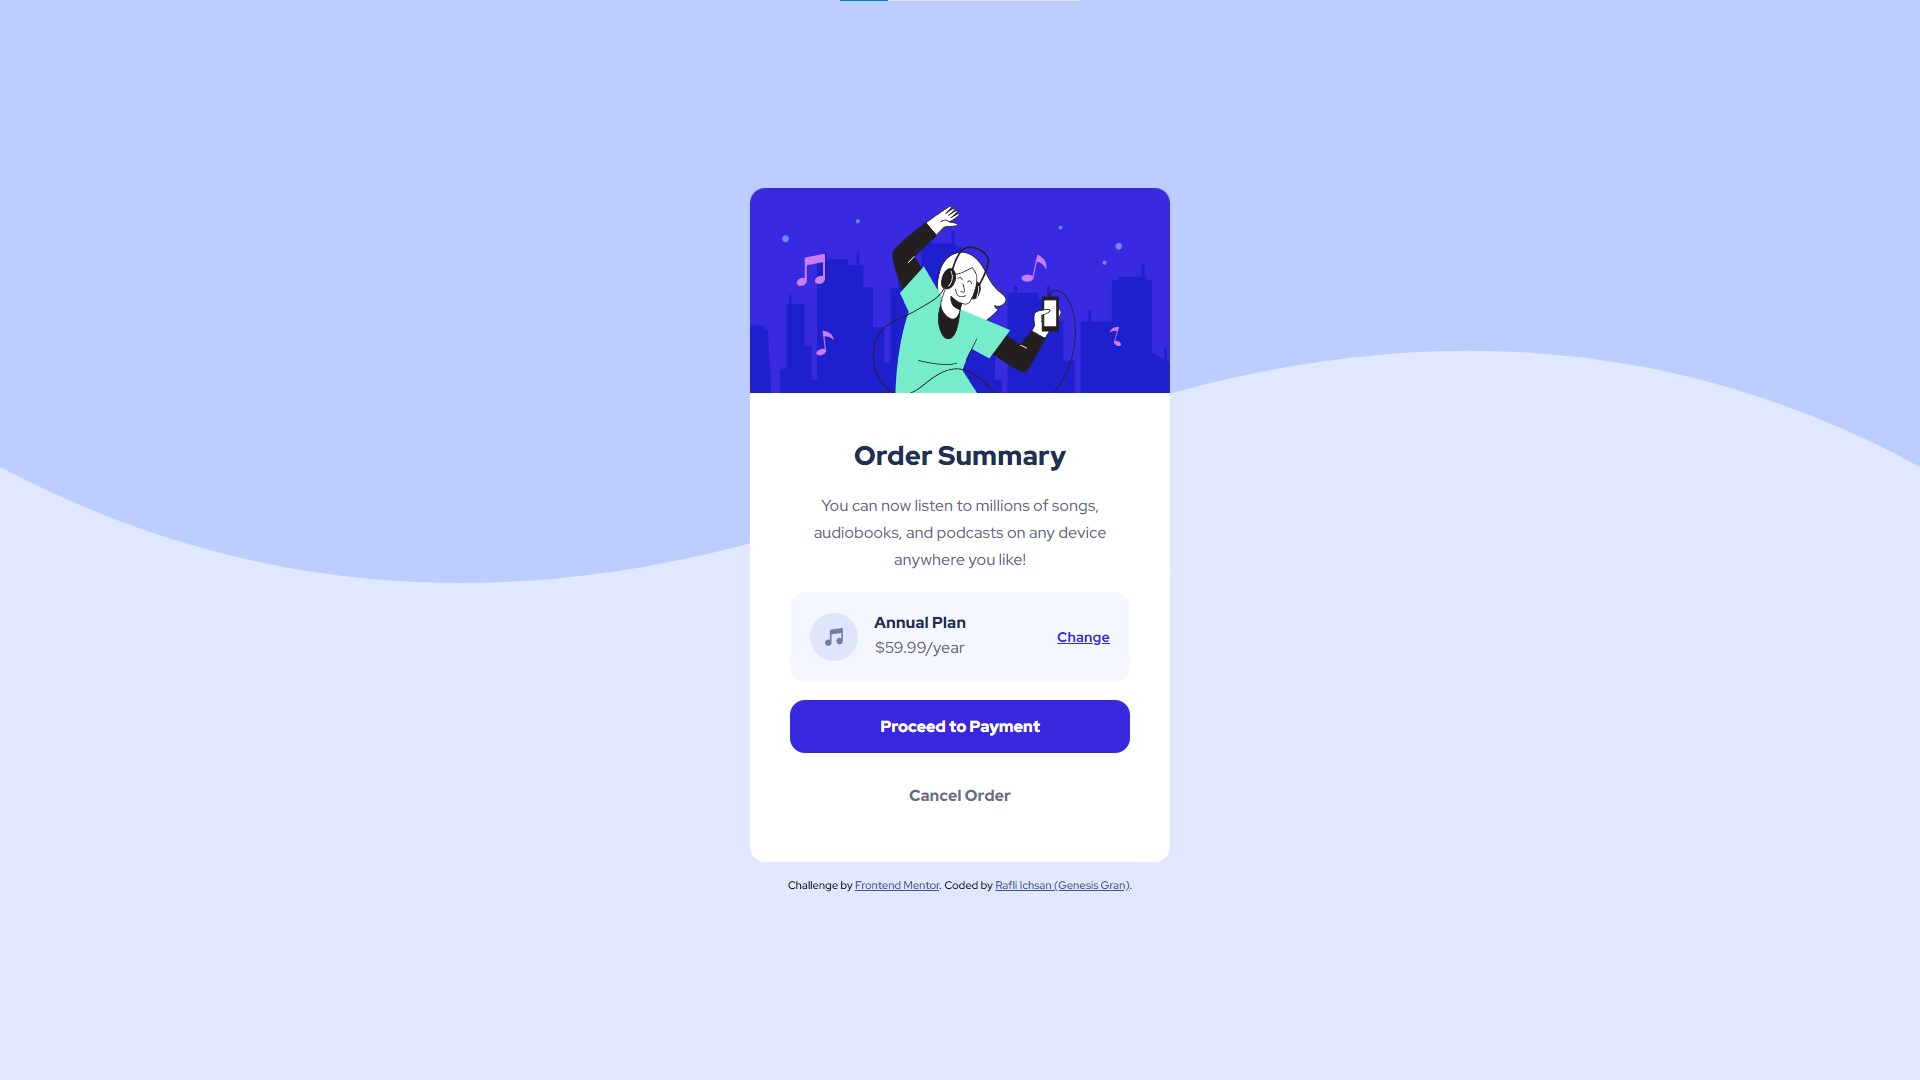 Order Summary
You can now listen to millions of songs,
audiobooks, and podcasts on any device
anywhere you like!
Annual Plan
$59.99/year
Change
Proceed to Payment
Cancel Order
Challenge by Frontend Mentor. Coded by Rafli Ichsan (Genesis Gran).